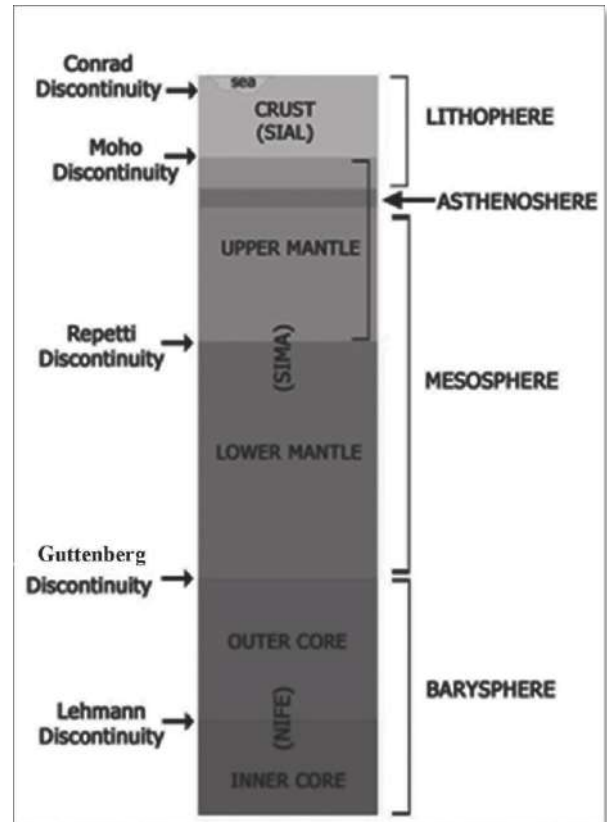 Conrad
Discontinuity
sea
CRUST
(SIAL)
LITHOPHERE
Moho
Discontinuity
ASTHENOSHERE
UPPER MANTLE
Repetti
Discontinuity
(SIMA)
MESOSPHERE
LOWER MANTLE
Guttenberg
Discontinuity
OUTER CORE
BARYSPHERE
Lehmann
Discontinuity
(NIFE)
INNER CORE